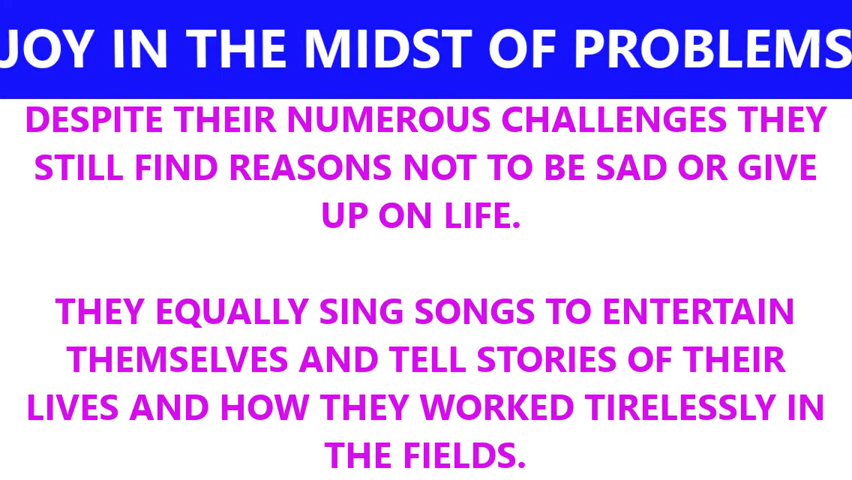 JOY IN THE MIDST OF PROBLEMS
DESPITE THEIR NUMEROUS CHALLENGES THEY
STILL FIND REASONS NOT TO BE SAD OR GIVE
UP ON LIFE.
THEY EQUALLY SING SONGS TO ENTERTAIN
THEMSELVES AND TELL STORIES OF THEIR
LIVES AND HOW THEY WORKED TIRELESSLY IN
THE FIELDS.